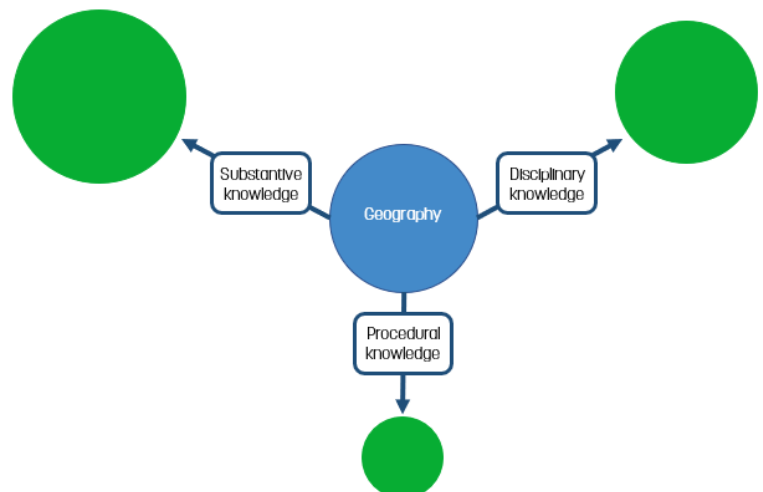 Substantive
knowledge
Disciplinary
knowledge
Geography
Procedural
knowledge